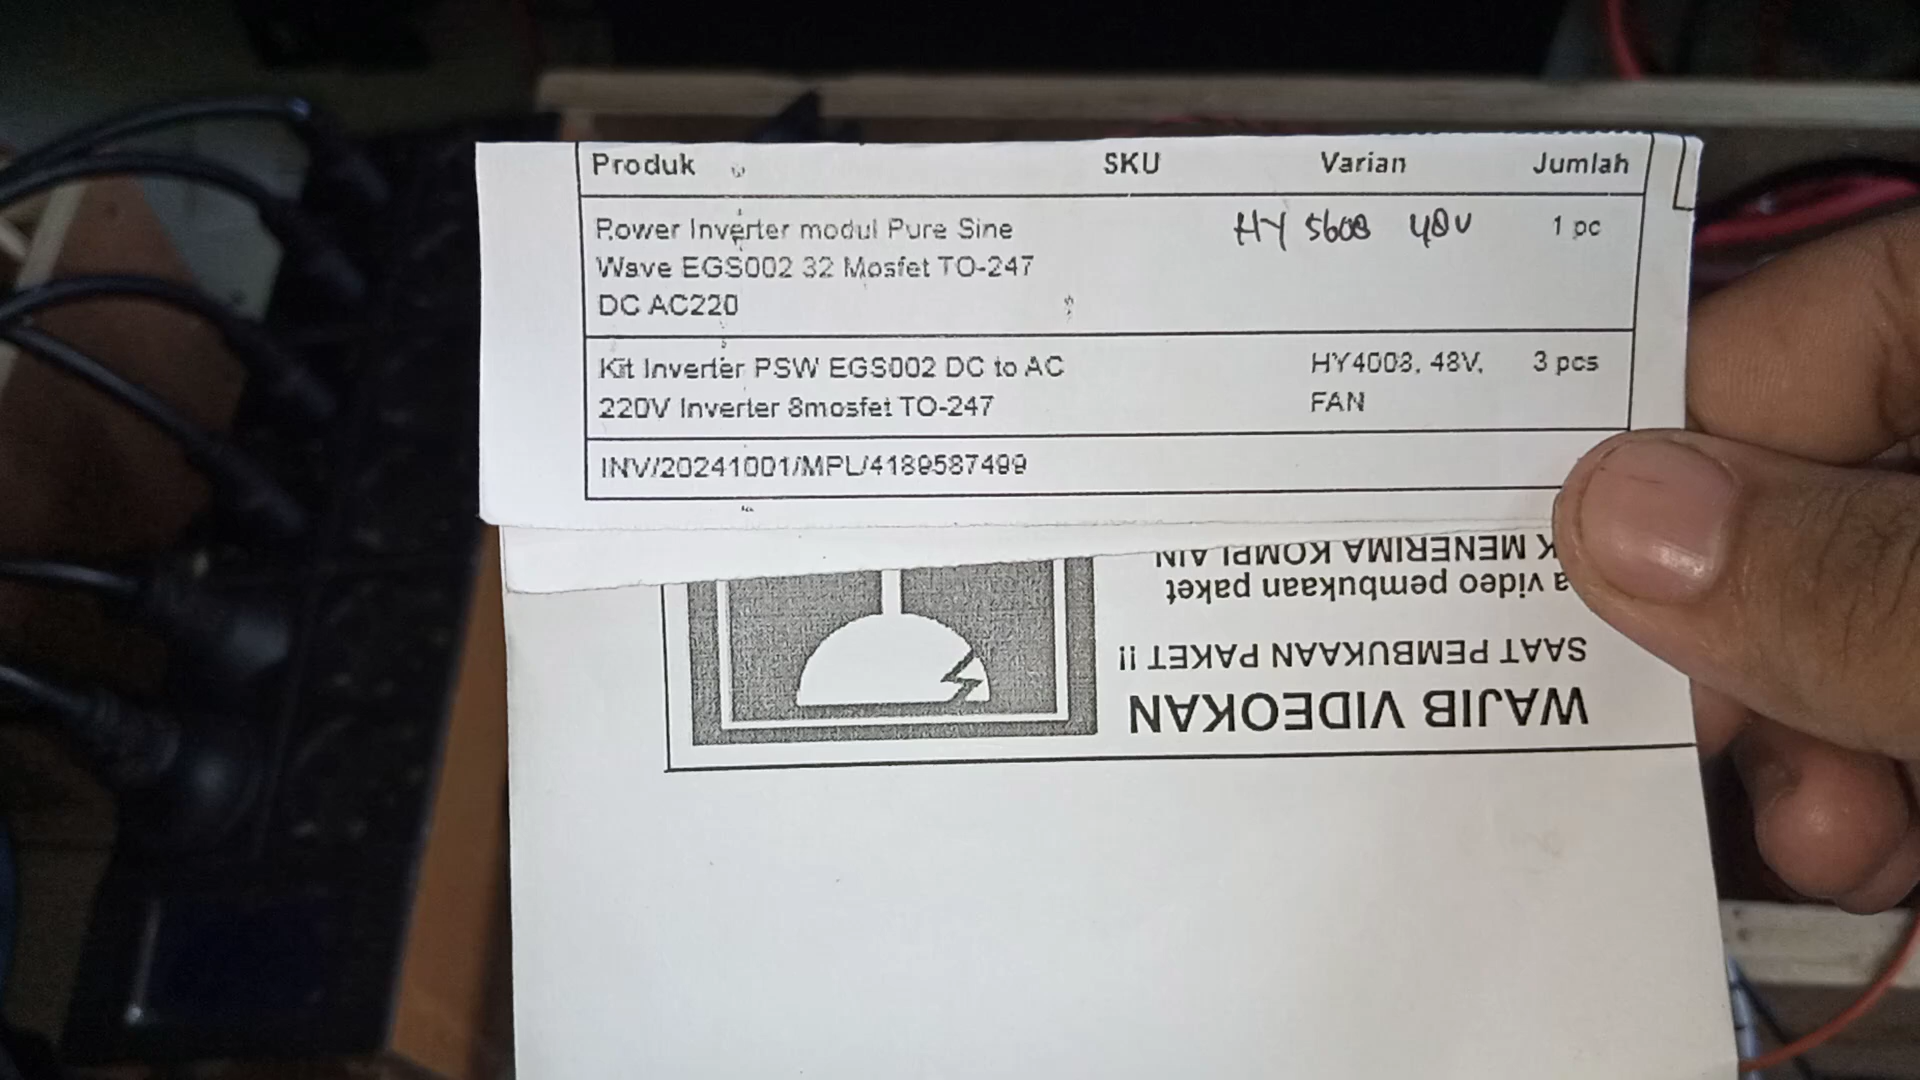 Produk SKU Varian Jumlah
Power Inverter modul Pure Sine HY 5608 48V 1 pc
Wave EGS002 32 Mosfet TO-247
DC AC220
Kit Inverter PSW EGS002 DC to AC HY4008, 48V, 3 pcs
220V Inverter 8mosfet TO-247 FAN
INV/20241001/MPL/4189587499
WAJIB VIDEOKAN
SAAT PEMBUKAAN PAKET !!
video pembukaan paket
MENERIMA KOMPLAIN